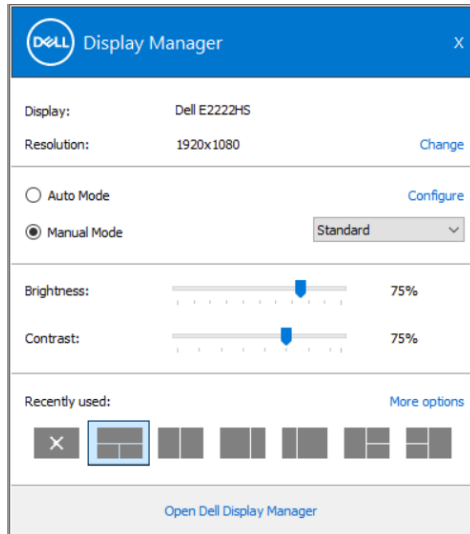 DELL Display Manager X
Display: Dell E2222HS
Resolution: 1920x1080 Change
Auto Mode Configure
Manual Mode Standard
Brightness: 75%
Contrast: 75%
Recently used: More options
Open Dell Display Manager